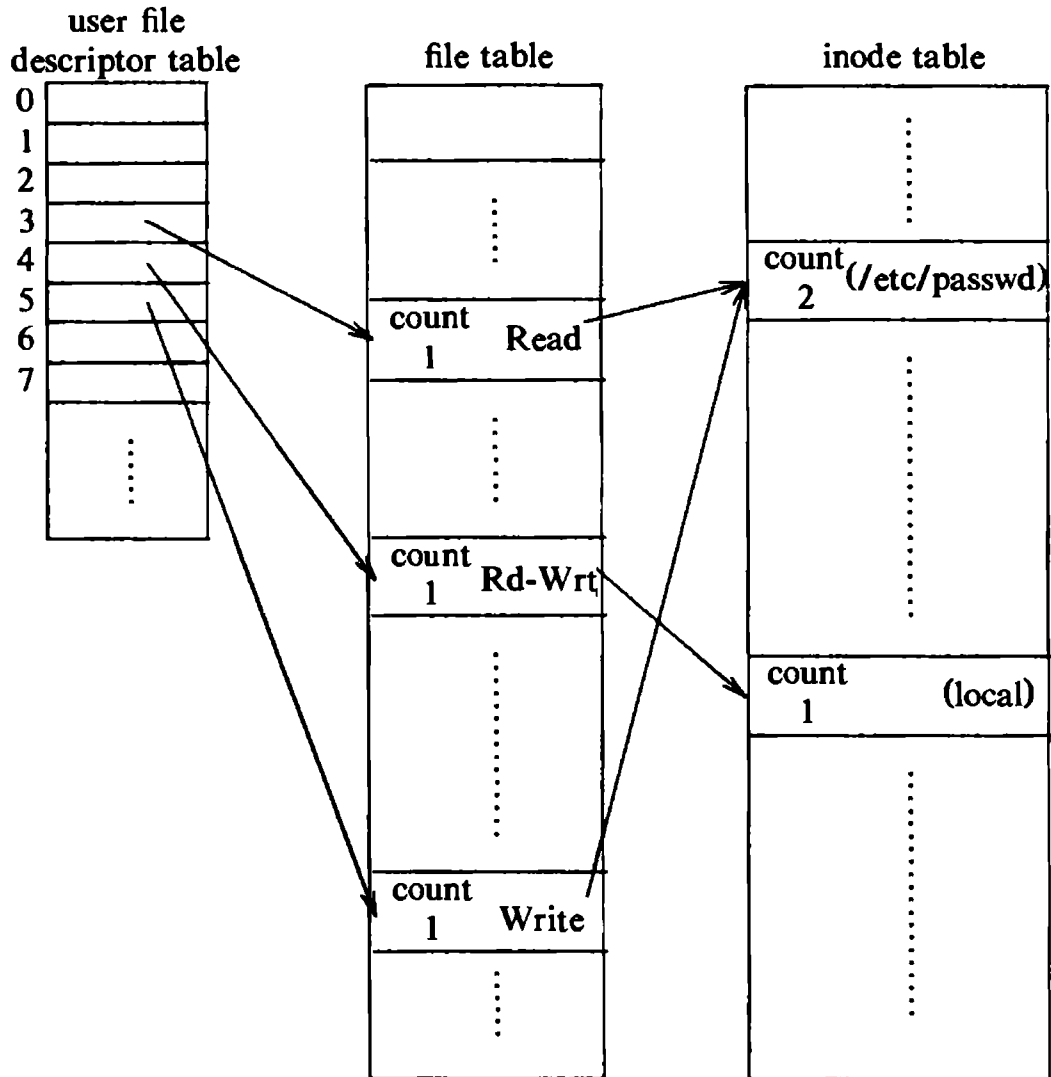 user file
descriptor table
0
1
2
3
4
5
6
7
file table
count
1 Read
count
1 Rd-Wrt
count
1 Write
inode table
count (/etc/passwd)
2
count (local)
1